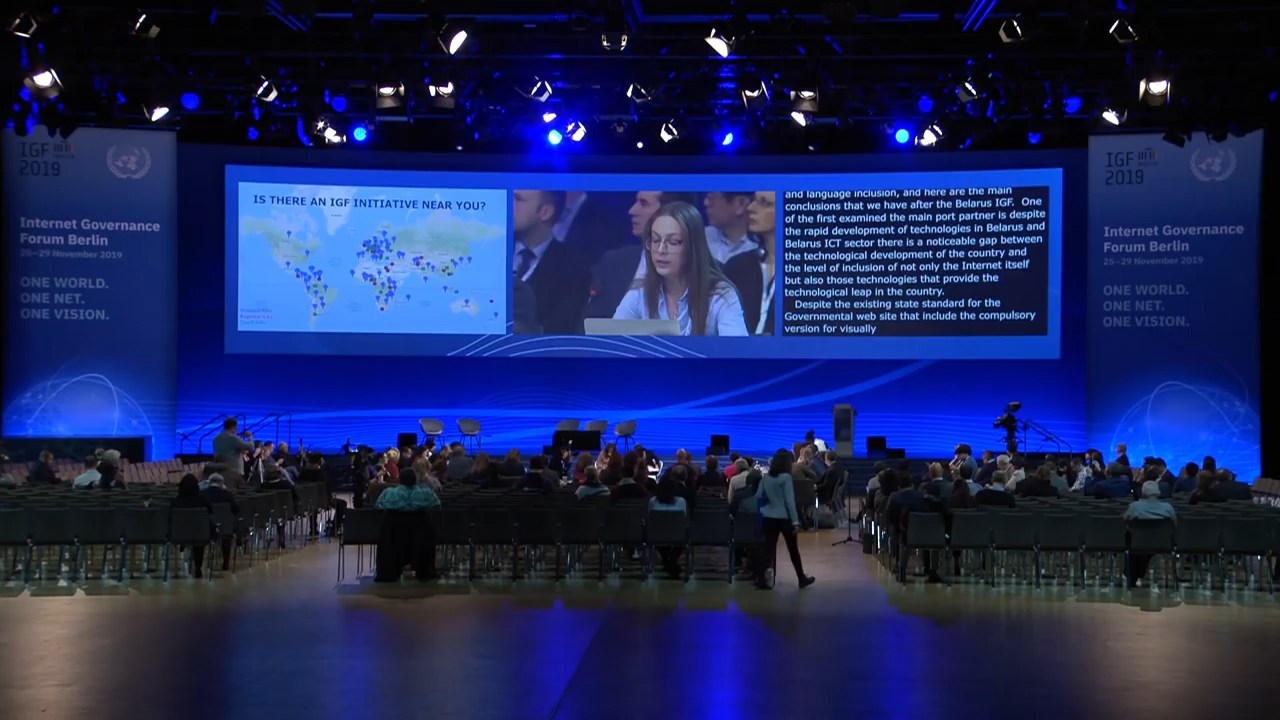 IGF
2019
Internet Governance
Forum Berlin
25–29 November 2019
ONE WORLD.
ONE NET.
ONE VISION.
IS THERE AN IGF INITIATIVE NEAR YOU?
and language inclusion, and here are the main
conclusions that we have after the Belarus IGF. One
of the first examined the main port partner is despite
the rapid development of technologies in Belarus and
Belarus ICT sector there is a noticeable gap between
the technological development of the country and
the level of inclusion of not only the Internet itself
but also those technologies that provide the
technological leap in the country.
Despite the existing state standard for the
Governmental web site that include the compulsory
version for visually
IGF
2019
Internet Governance
Forum Berlin
25–29 November 2019
ONE WORLD.
ONE NET.
ONE VISION.